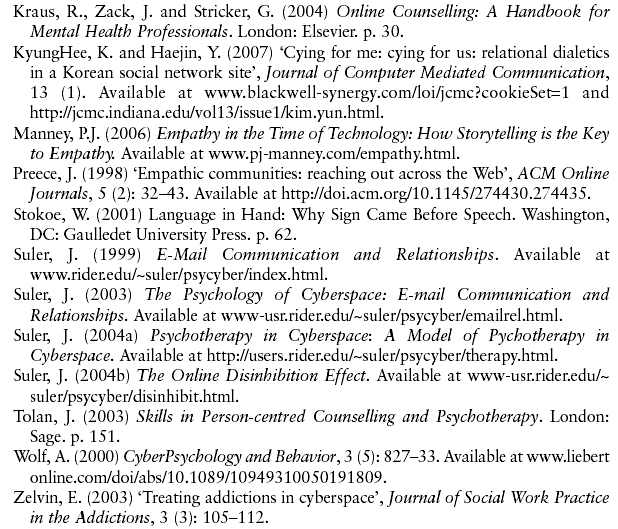 Kraus, R., Zack, J. and Stricker, G. (2004) Online Counselling: A Handbook for
Mental Health Professionals. London: Elsevier. p. 30.
KyungHee, K. and Haejin, Y. (2007) ‘Cying for me: cying for us: relational dialetics
in a Korean social network site’, Journal of Computer Mediated Communication,
13 (1). Available at www.blackwell-synergy.com/loi/jcmc?cookieSet=1 and
http://jcmc.indiana.edu/vol13/issue1/kim.yun.html.
Manney, P.J. (2006) Empathy in the Time of Technology: How Storytelling is the Key
to Empathy. Available at www.pj-manney.com/empathy.html.
Preece, J. (1998) ‘Empathic communities: reaching out across the Web’, ACM Online
Journals, 5 (2): 32–43. Available at http://doi.acm.org/10.1145/274430.274435.
Stokoe, W. (2001) Language in Hand: Why Sign Came Before Speech. Washington,
DC: Gaulledet University Press. p. 62.
Suler, J. (1999) E-Mail Communication and Relationships. Available at
www.rider.edu/~suler/psycyber/index.html.
Suler, J. (2003) The Psychology of Cyberspace: E-mail Communication and
Relationships. Available at www-usr.rider.edu/~suler/psycyber/emailrel.html.
Suler, J. (2004a) Psychotherapy in Cyberspace: A Model of Pychotherapy in
Cyberspace. Available at http://users.rider.edu/~suler/psycyber/therapy.html.
Suler, J. (2004b) The Online Disinhibition Effect. Available at www-usr.rider.edu/~
suler/psycyber/disinhibit.html.
Tolan, J. (2003) Skills in Person-centred Counselling and Psychotherapy. London:
Sage. p. 151.
Wolf, A. (2000) CyberPsychology and Behavior, 3 (5): 827–33. Available at www.liebert
online.com/doi/abs/10.1089/10949310050191809.
Zelvin, E. (2003) ‘Treating addictions in cyberspace’, Journal of Social Work Practice
in the Addictions, 3 (3): 105–112.